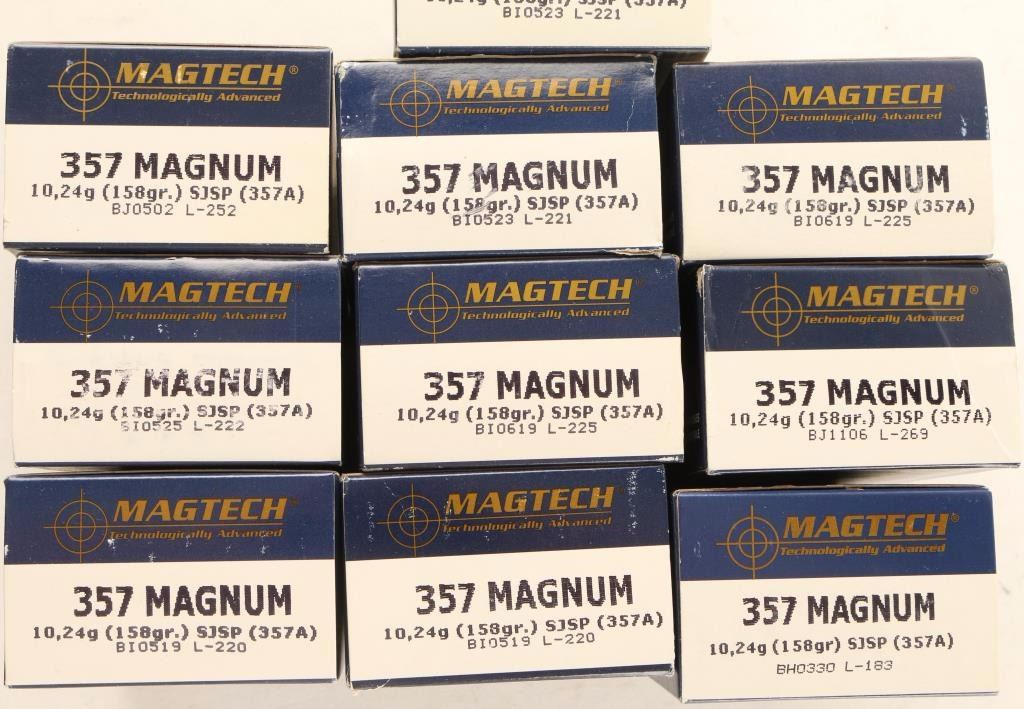 10,24g (158gr.) SJSP (357A)
BI0523 L-221
MAGTECH®
Technologically Advanced
357 MAGNUM
10,24g (158gr.) SJSP (357A)
BJ0502 L-252
MAGTECH
Technologically Advanced
357 MAGNUM
10,24g (158gr.) SJSP (357A)
BI0523 L-221
MAGTECH®
Technologically Advanced
357 MAGNUM
10,24g (158gr.) SJSP (357A)
BI0619 L-225
MAGTECH
Technologically Advanced
357 MAGNUM
10,24g (158gr.) SJSP (357A)
BI0525 L-222
MAGTECH
Technologically Advanced
357 MAGNUM
10,24g (158gr.) SJSP (357A)
BI0619 L-225
MAGTECH®
Technologically Advanced
357 MAGNUM
10,24g (158gr.) SJSP (357A)
BJ1106 L-269
MAGTECH®
Technologically Advanced
357 MAGNUM
10,24g (158gr.) SJSP (357A)
BI0519 L-220
MAGTECH
Technologically Advanced
357 MAGNUM
10,24g (158gr.) SJSP (357A)
BI0519 L-220
MAGTECH®
Technologically Advanced
357 MAGNUM
10,24g (158gr) SJSP (357A)
BH0330 L-183